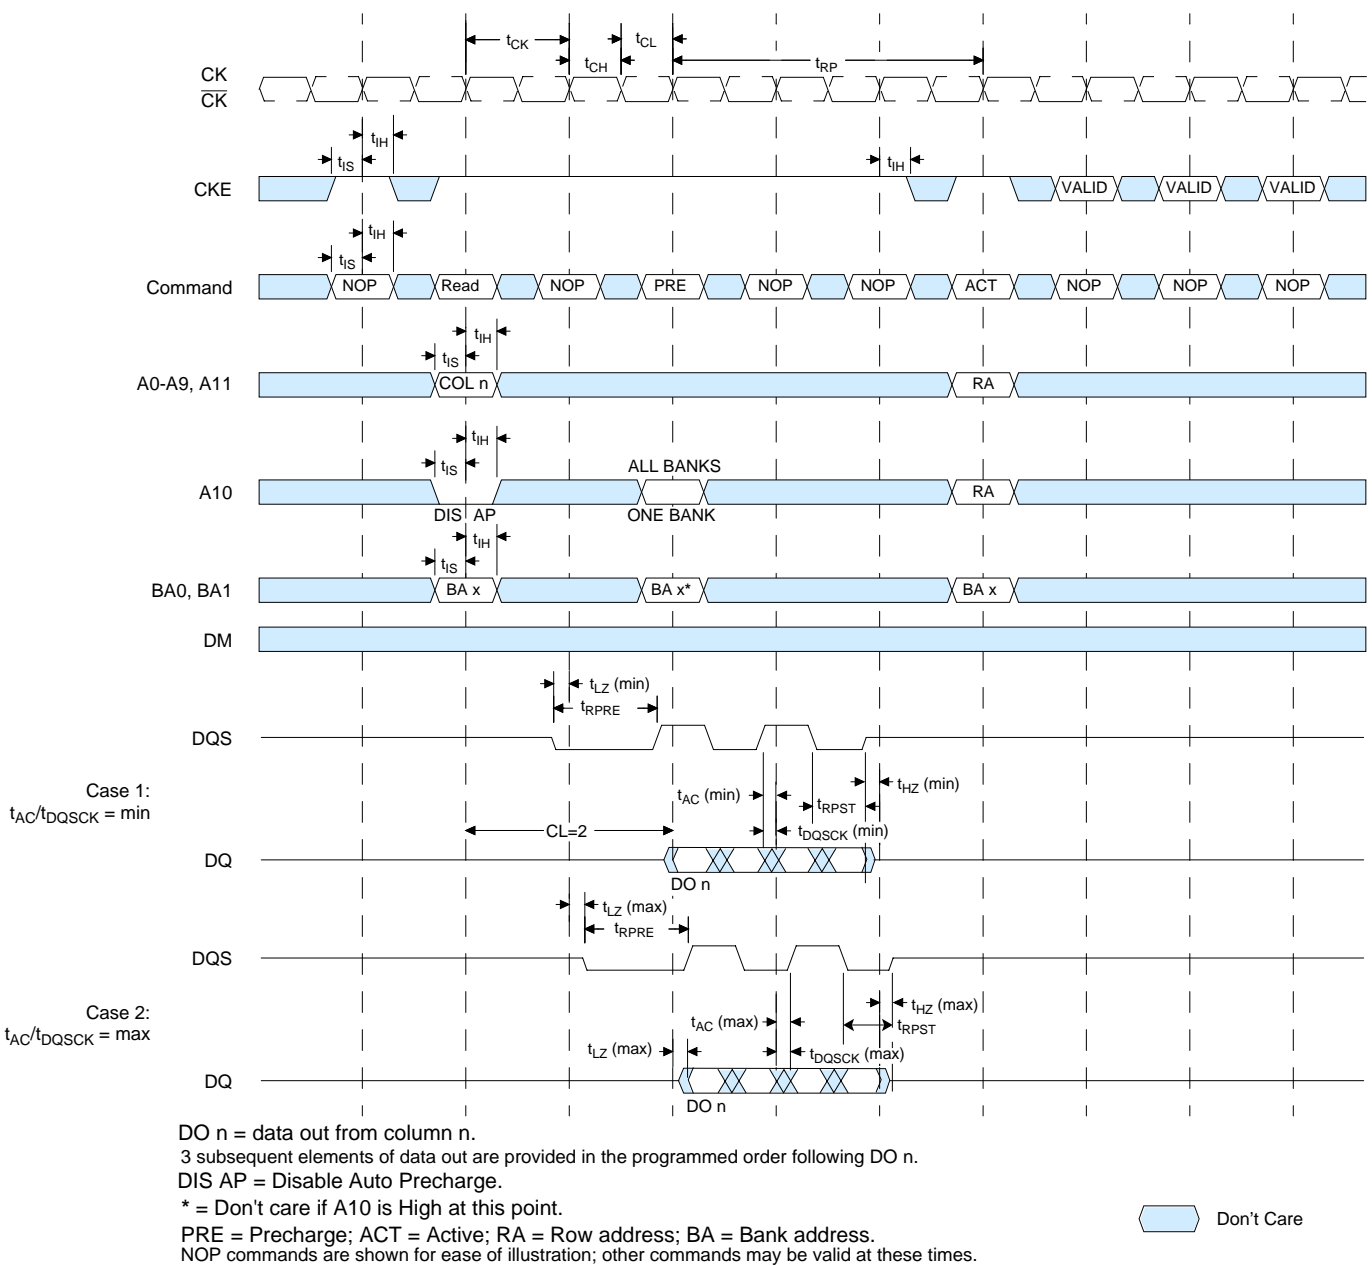 tCK
tCL
tCH
tRP
CK
CK
tIH
tIS
tIH
CKE
VALID VALID VALID
tIH
tIS
Command
NOP Read NOP PRE NOP NOP ACT NOP NOP NOP
tIH
tIS
A0-A9, A11
COL n RA
tIH
tIS
ALL BANKS
A10
RA
DIS AP
ONE BANK
tIH
tIS
BA0, BA1
BA x BA x* BA x
DM
tLZ (min)
tRPRE
DQS
Case 1:
tAC/tDQSCK = min
tHZ (min)
tAC (min)
tRPST
tDQSCK (min)
CL=2
DQ
DO n
tLZ (max)
tRPRE
DQS
Case 2:
tAC/tDQSCK = max
tHZ (max)
tAC (max)
tRPST
tLZ (max)
tDQSCK (max)
DQ
DO n
DO n = data out from column n.
3 subsequent elements of data out are provided in the programmed order following DO n.
DIS AP = Disable Auto Precharge.
* = Don't care if A10 is High at this point.
PRE = Precharge; ACT = Active; RA = Row address; BA = Bank address.
NOP commands are shown for ease of illustration; other commands may be valid at these times.
Don't Care